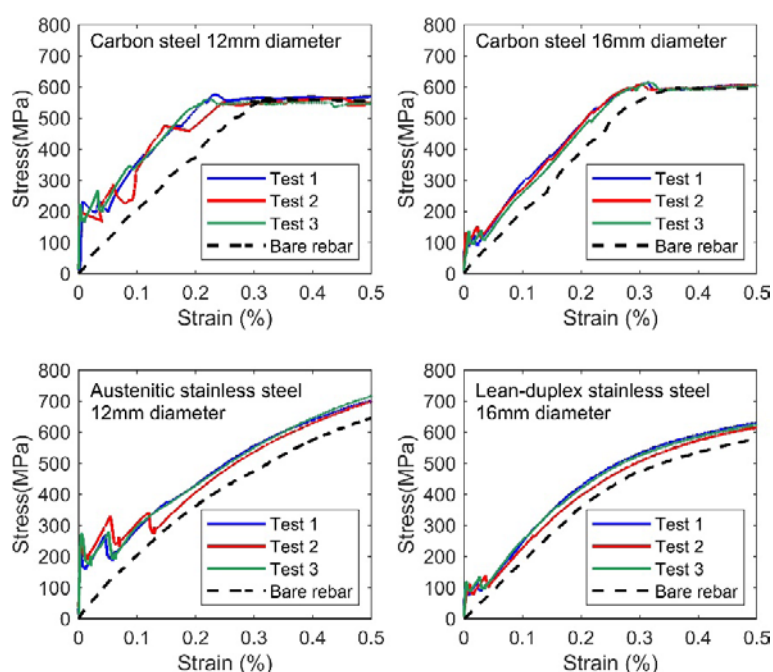 Carbon steel 12mm diameter
800
700
600
500
400
300
200
100
0
Stress(MPa)
Test 1
Test 2
Test 3
Bare rebar
0 0.1 0.2 0.3 0.4 0.5
Strain (%)
Carbon steel 16mm diameter
800
700
600
500
400
300
200
100
0
Stress(MPa)
Test 1
Test 2
Test 3
Bare rebar
0 0.1 0.2 0.3 0.4 0.5
Strain (%)
Austenitic stainless steel
12mm diameter
800
700
600
500
400
300
200
100
0
Stress(MPa)
Test 1
Test 2
Test 3
Bare rebar
0 0.1 0.2 0.3 0.4 0.5
Strain (%)
Lean-duplex stainless steel
16mm diameter
800
700
600
500
400
300
200
100
0
Stress(MPa)
Test 1
Test 2
Test 3
Bare rebar
0 0.1 0.2 0.3 0.4 0.5
Strain (%)